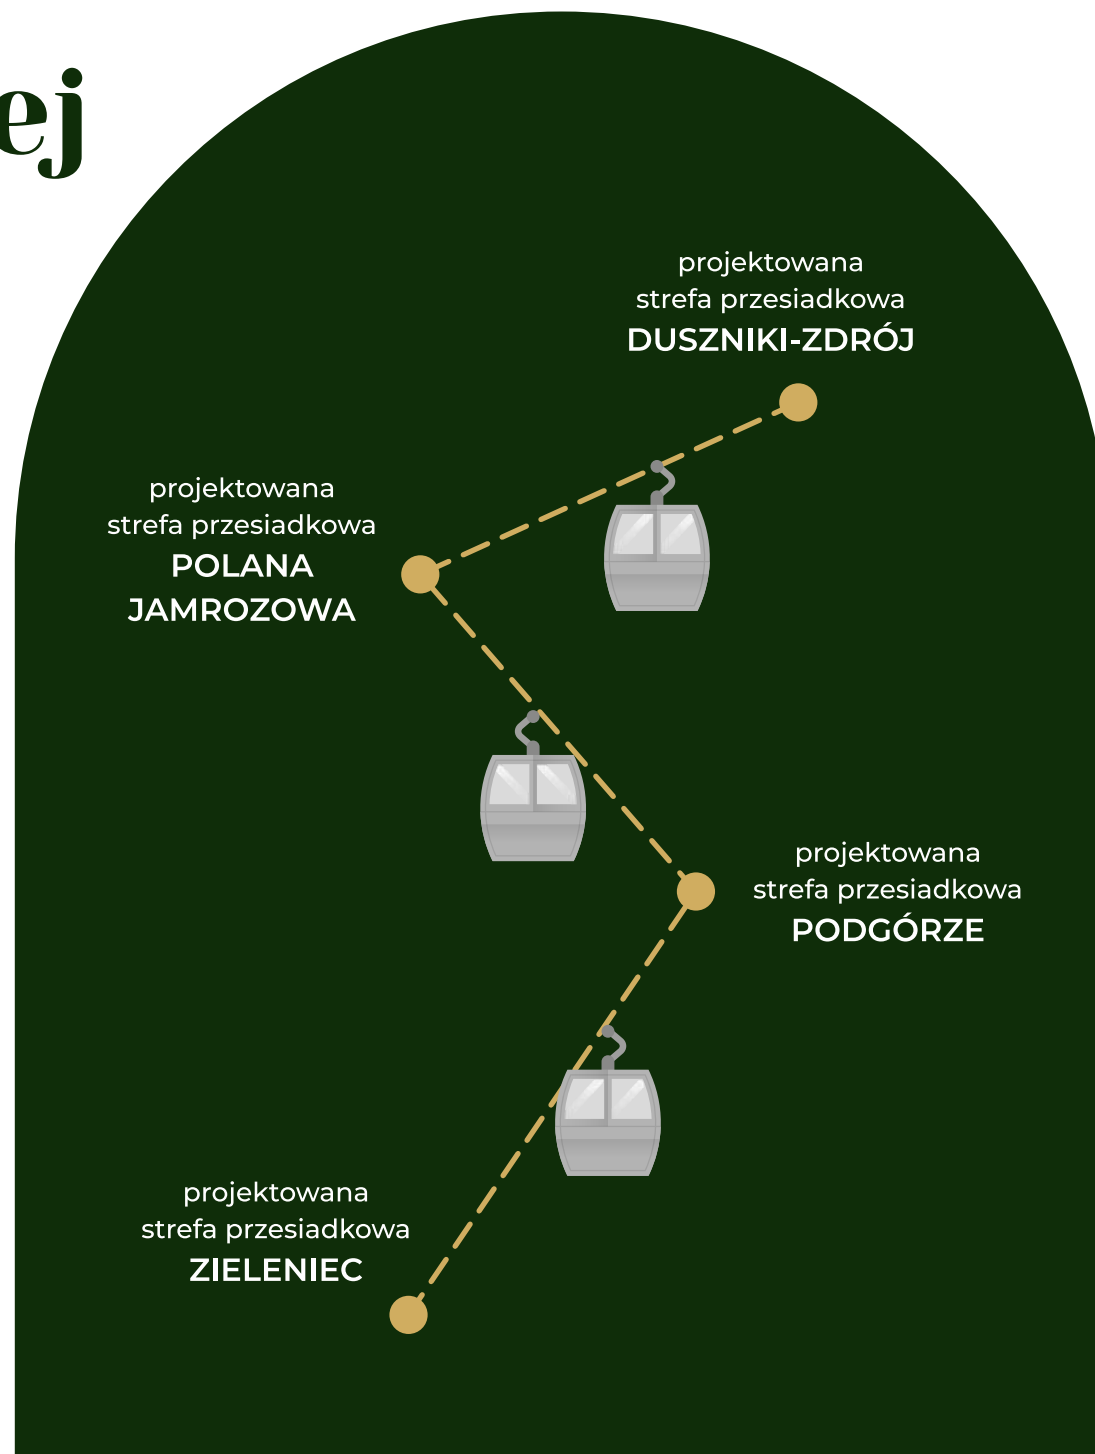 ej
projektowana
strefa przesiadkowa
DUSZNIKI-ZDRÓJ
projektowana
strefa przesiadkowa
POLANA
JAMROZOWA
projektowana
strefa przesiadkowa
PODGÓRZE
projektowana
strefa przesiadkowa
ZIELENIEC